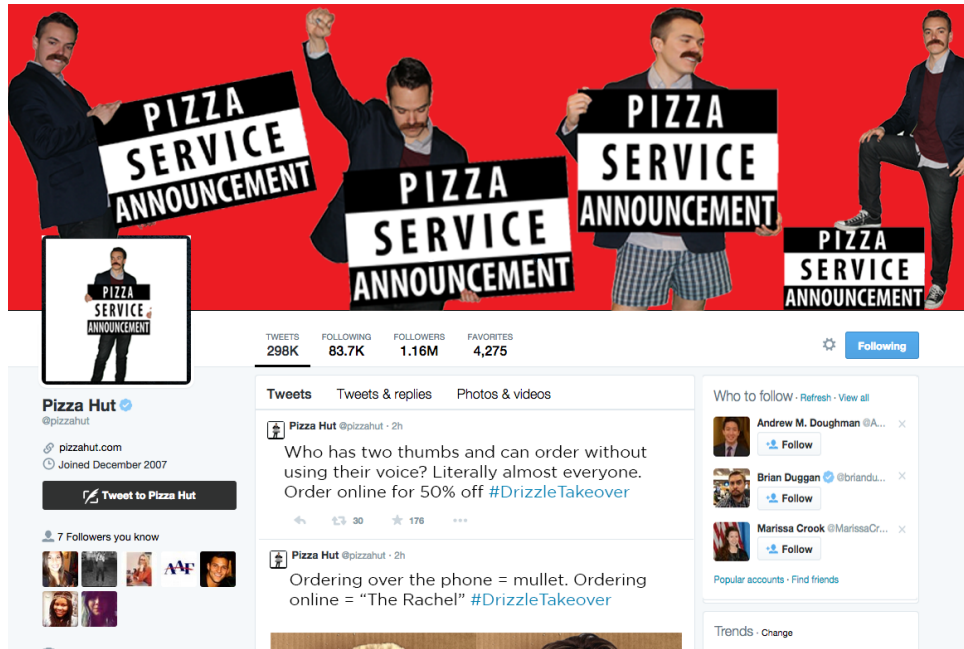 PIZZA
SERVICE
ANNOUNCEMENT
PIZZA
SERVICE
ANNOUNCEMENT
PIZZA
SERVICE
ANNOUNCEMENT
PIZZA
SERVICE
ANNOUNCEMENT
PIZZA
SERVICE
ANNOUNCEMENT
TWEETS FOLLOWING FOLLOWERS FAVORITES
298K 83.7K 1.16M 4,275
Following
Pizza Hut
@pizzahut
pizzahut.com
Joined December 2007
Tweet to Pizza Hut
7 Followers you know
AAF
Tweets Tweets & replies Photos & videos
Pizza Hut @pizzahut · 2h
Who has two thumbs and can order without
using their voice? Literally almost everyone.
Order online for 50% off #DrizzleTakeover
30 176
Pizza Hut @pizzahut · 2h
Ordering over the phone = mullet. Ordering
online = “The Rachel” #DrizzleTakeover
Who to follow · Refresh · View all
Andrew M. Doughman @A...
Follow
Brian Duggan @briandu...
Follow
Marissa Crook @MarissaCr...
Follow
Popular accounts · Find friends
Trends · Change